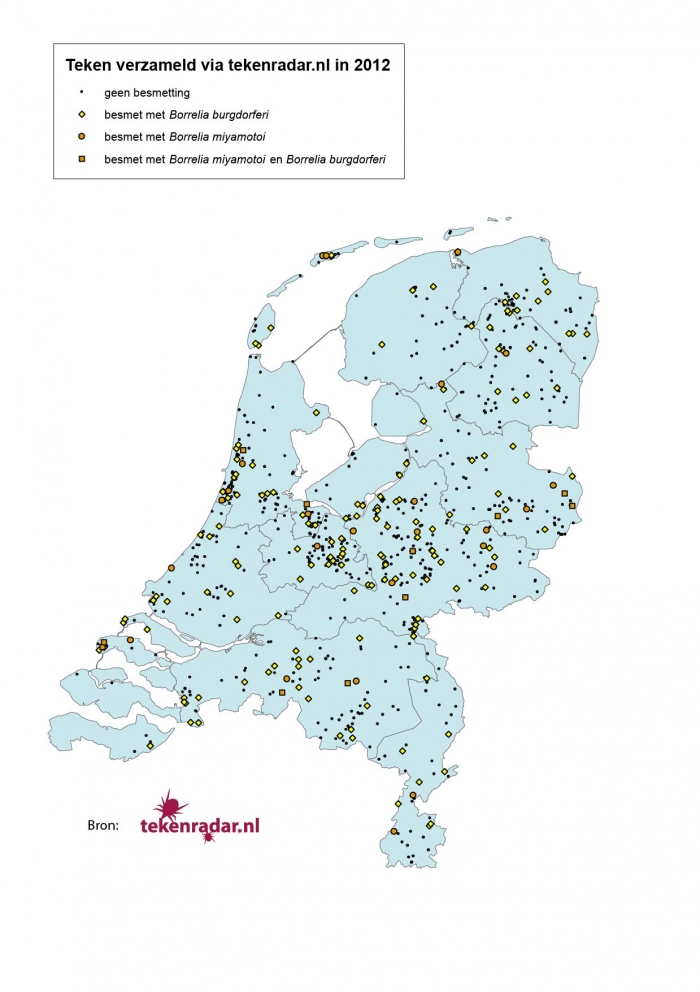 Teken verzameld via tekenradar.nl in 2012
geen besmetting
besmet met Borrelia burgdorferi
besmet met Borrelia miyamotoi
besmet met Borrelia miyamotoi en Borrelia burgdorferi
Bron: tekenradar.nl